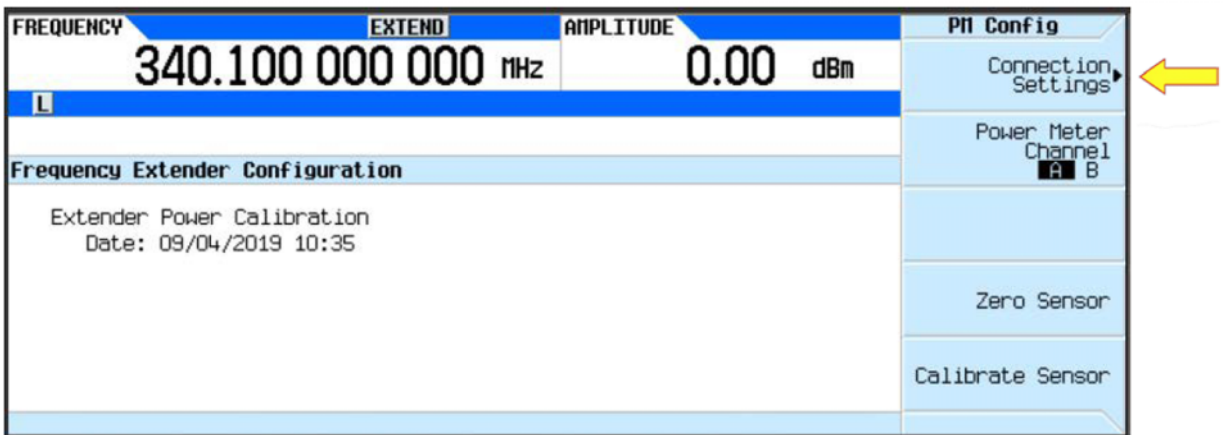 FREQUENCY EXTEND AMPLITUDE
340.100 000 000 MHz 0.00 dBm
L
Frequency Extender Configuration
Extender Power Calibration
Date: 09/04/2019 10:35
PM Config
Connection
Settings
Power Meter
Channel
A B
Zero Sensor
Calibrate Sensor